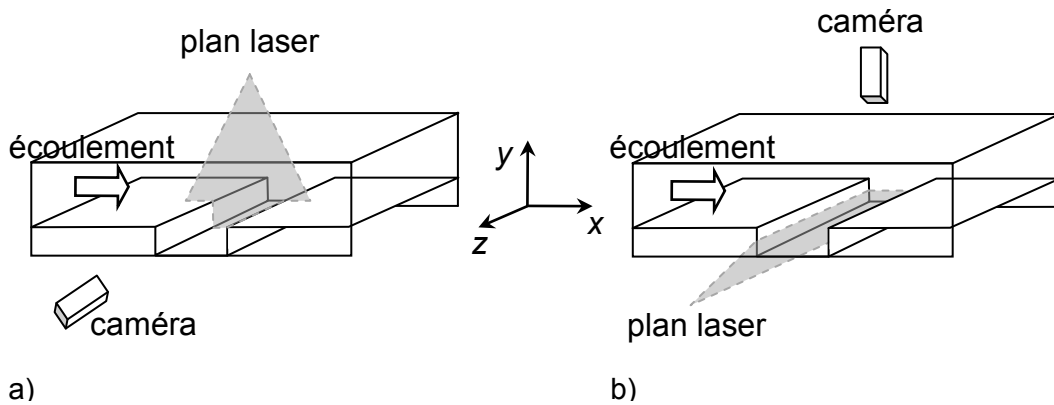 plan laser
écoulement
caméra
a)
y
x
z
caméra
écoulement
plan laser
b)